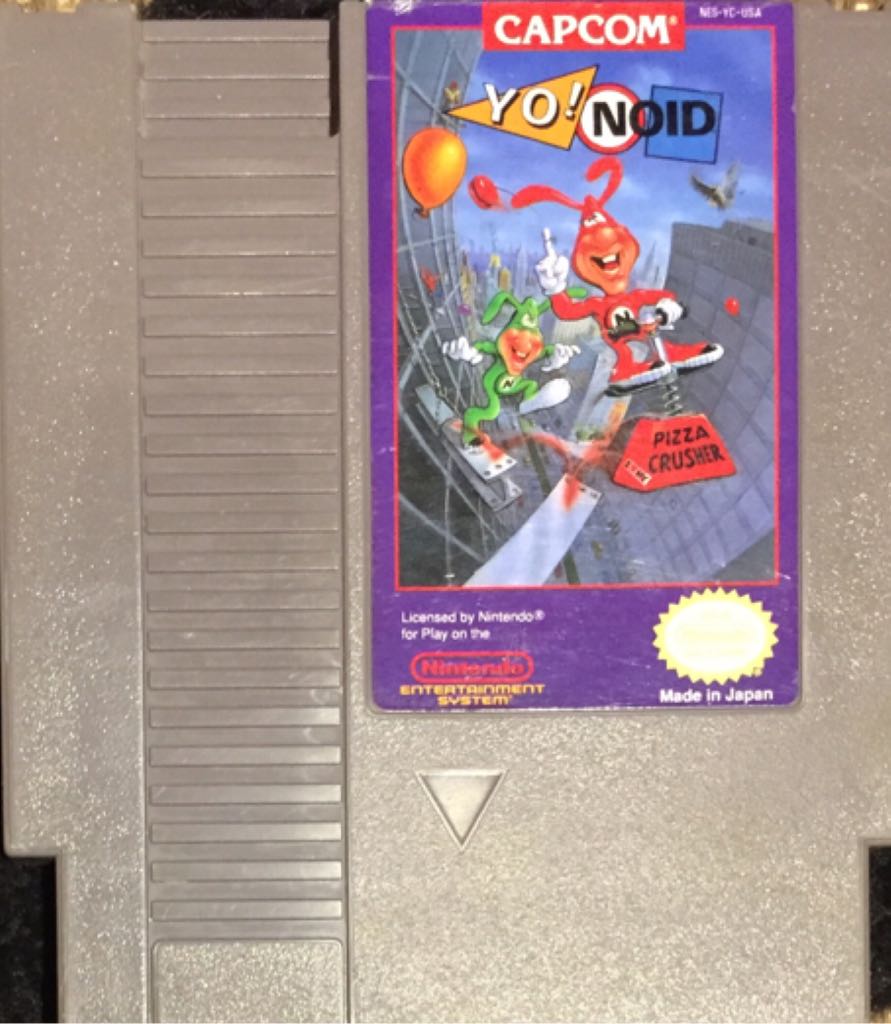 CAPCOM®
NES-YC-USA
YO! NOID
N
N
PIZZA
CRUSHER
Licensed by Nintendo®
for Play on the
Nintendo
ENTERTAINMENT
SYSTEM®
Made in Japan